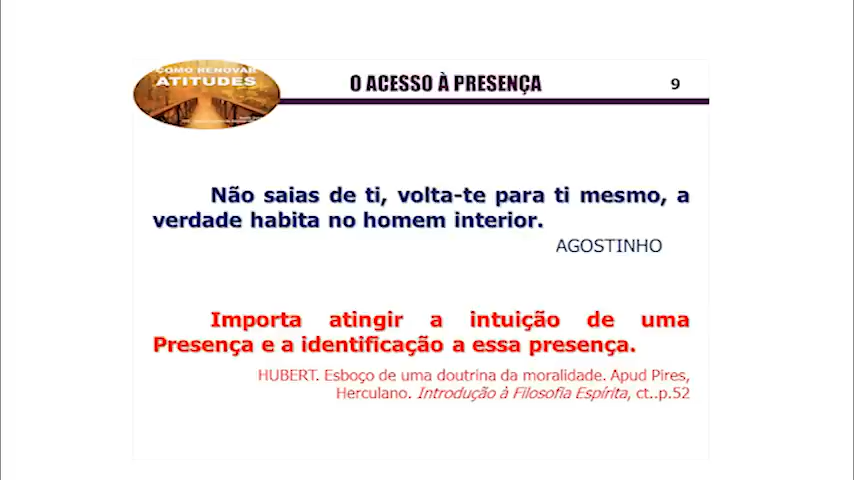 COMO RENOVAR
ATITUDES
O ACESSO À PRESENÇA
9
Não saias de ti, volta-te para ti mesmo, a
verdade habita no homem interior.
AGOSTINHO
Importa atingir a intuição de uma
Presença e a identificação a essa presença.
HUBERT. Esboço de uma doutrina da moralidade. Apud Pires,
Herculano. Introdução à Filosofia Espírita, ct..p.52